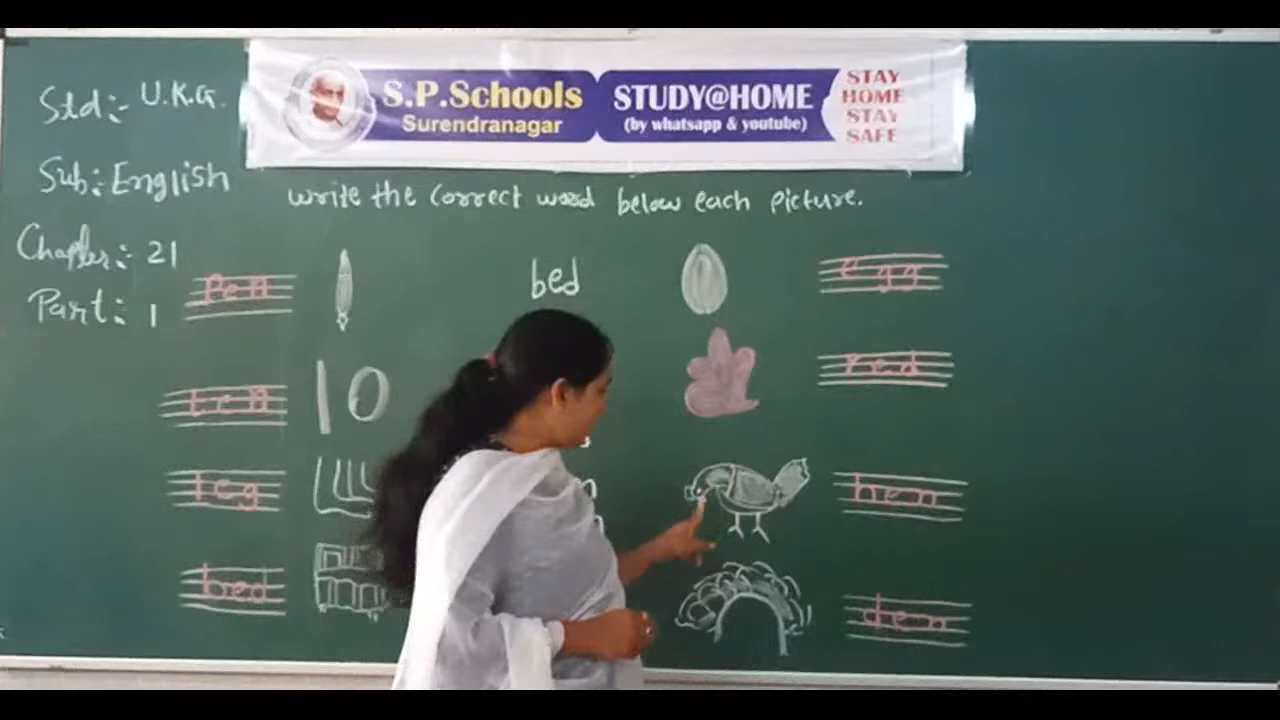 Std:- U.K.G.
Sub:- English
Chapter:- 21
Part:- 1
S.P.Schools
Surendranagar
STUDY@HOME
(by whatsapp & youtube)
STAY
HOME
STAY
SAFE
write the correct word below each picture.
Pen
bed
egg
ten
10
red
leg
hen
bed
den